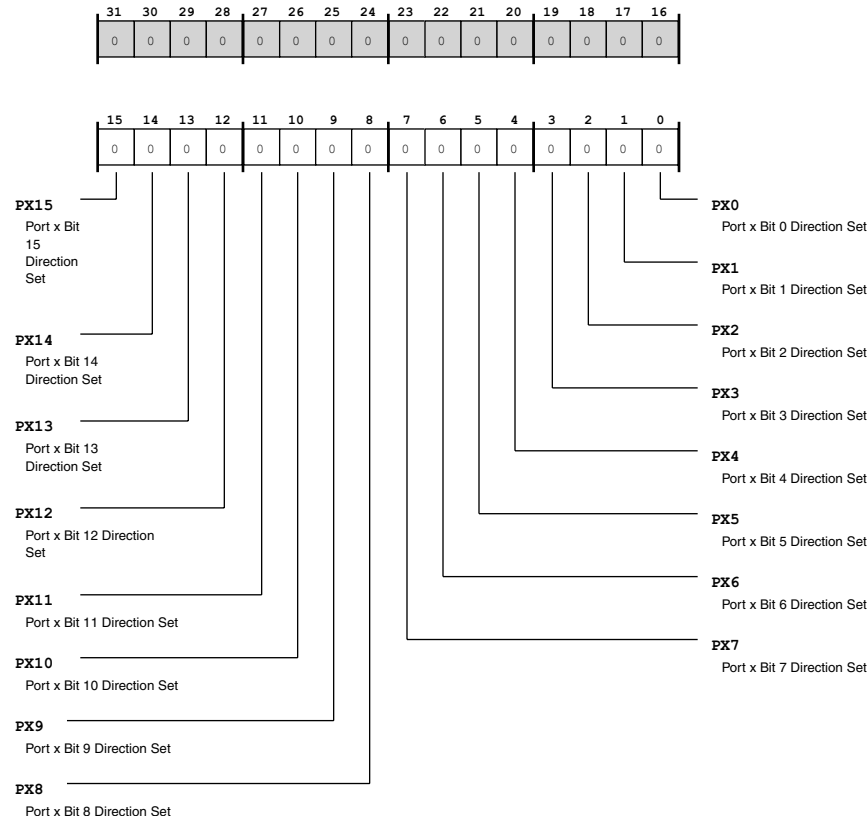 31 30 29 28 27 26 25 24 23 22 21 20 19 18 17 16
0 0 0 0 0 0 0 0 0 0 0 0 0 0 0 0
15 14 13 12 11 10 9 8 7 6 5 4 3 2 1 0
0 0 0 0 0 0 0 0 0 0 0 0 0 0 0 0
PX15
Port x Bit
15
Direction
Set
PX14
Port x Bit 14
Direction Set
PX13
Port x Bit 13
Direction Set
PX12
Port x Bit 12 Direction
Set
PX11
Port x Bit 11 Direction Set
PX10
Port x Bit 10 Direction Set
PX9
Port x Bit 9 Direction Set
PX8
Port x Bit 8 Direction Set
PX0
Port x Bit 0 Direction Set
PX1
Port x Bit 1 Direction Set
PX2
Port x Bit 2 Direction Set
PX3
Port x Bit 3 Direction Set
PX4
Port x Bit 4 Direction Set
PX5
Port x Bit 5 Direction Set
PX6
Port x Bit 6 Direction Set
PX7
Port x Bit 7 Direction Set